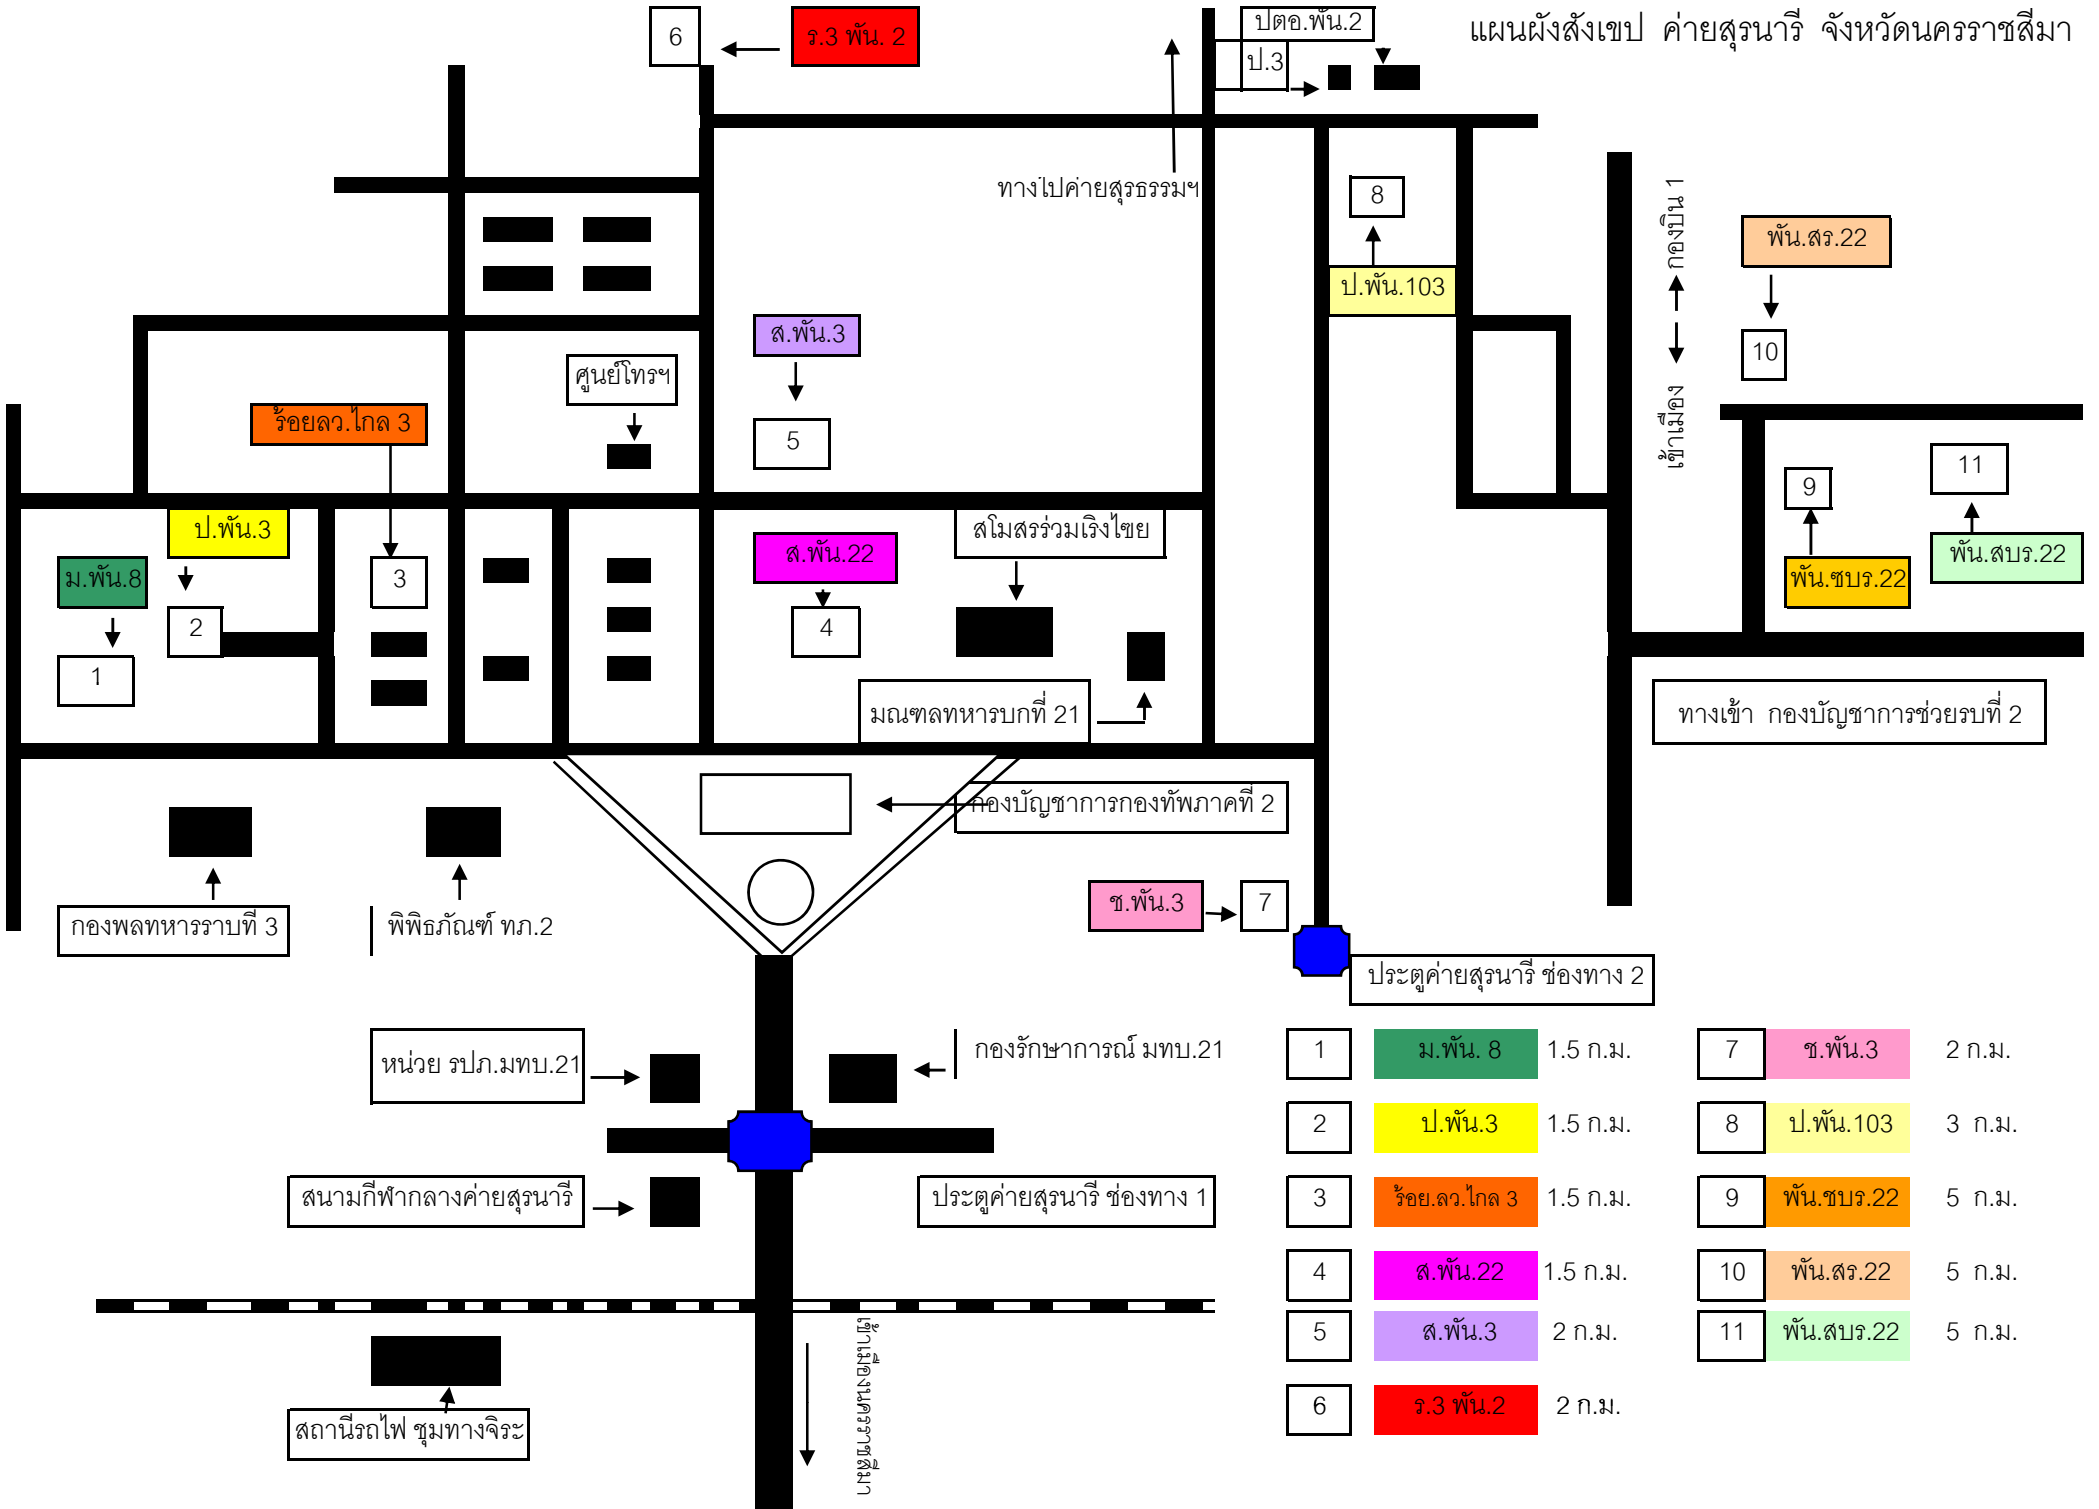 แผนผังสังเขป ค่ายสุรนารี จังหวัดนครราชสีมา
6
ร.3 พัน. 2
ปตอ.พัน.2
ป.3
ทางไปค่ายสุรธรรมฯ
8
ป.พัน.103
กองบิน 1
เข้าเมือง
พัน.สร.22
10
ส.พัน.3
5
ศูนย์โทรฯ
ร้อยลว.ไกล 3
9
11
พัน.ซบร.22
พัน.สบร.22
ป.พัน.3
ม.พัน.8
2
1
3
ส.พัน.22
4
สโมสรร่วมเริงไชย
มณฑลทหารบกที่ 21
ทางเข้า กองบัญชาการช่วยรบที่ 2
กองบัญชาการกองทัพภาคที่ 2
กองพลทหารราบที่ 3
พิพิธภัณฑ์ ทภ.2
ช.พัน.3
7
ประตูค่ายสุรนารี ช่องทาง 2
หน่วย รปภ.มทบ.21
กองรักษาการณ์ มทบ.21
สนามกีฬากลางค่ายสุรนารี
ประตูค่ายสุรนารี ช่องทาง 1
เข้าเมืองนครราชสีมา
สถานีรถไฟ ชุมทางจิระ
1 ม.พัน. 8 1.5 ก.ม.
2 ป.พัน.3 1.5 ก.ม.
3 ร้อย.ลว.ไกล 3 1.5 ก.ม.
4 ส.พัน.22 1.5 ก.ม.
5 ส.พัน.3 2 ก.ม.
6 ร.3 พัน.2 2 ก.ม.
7 ช.พัน.3 2 ก.ม.
8 ป.พัน.103 3 ก.ม.
9 พัน.ซบร.22 5 ก.ม.
10 พัน.สร.22 5 ก.ม.
11 พัน.สบร.22 5 ก.ม.